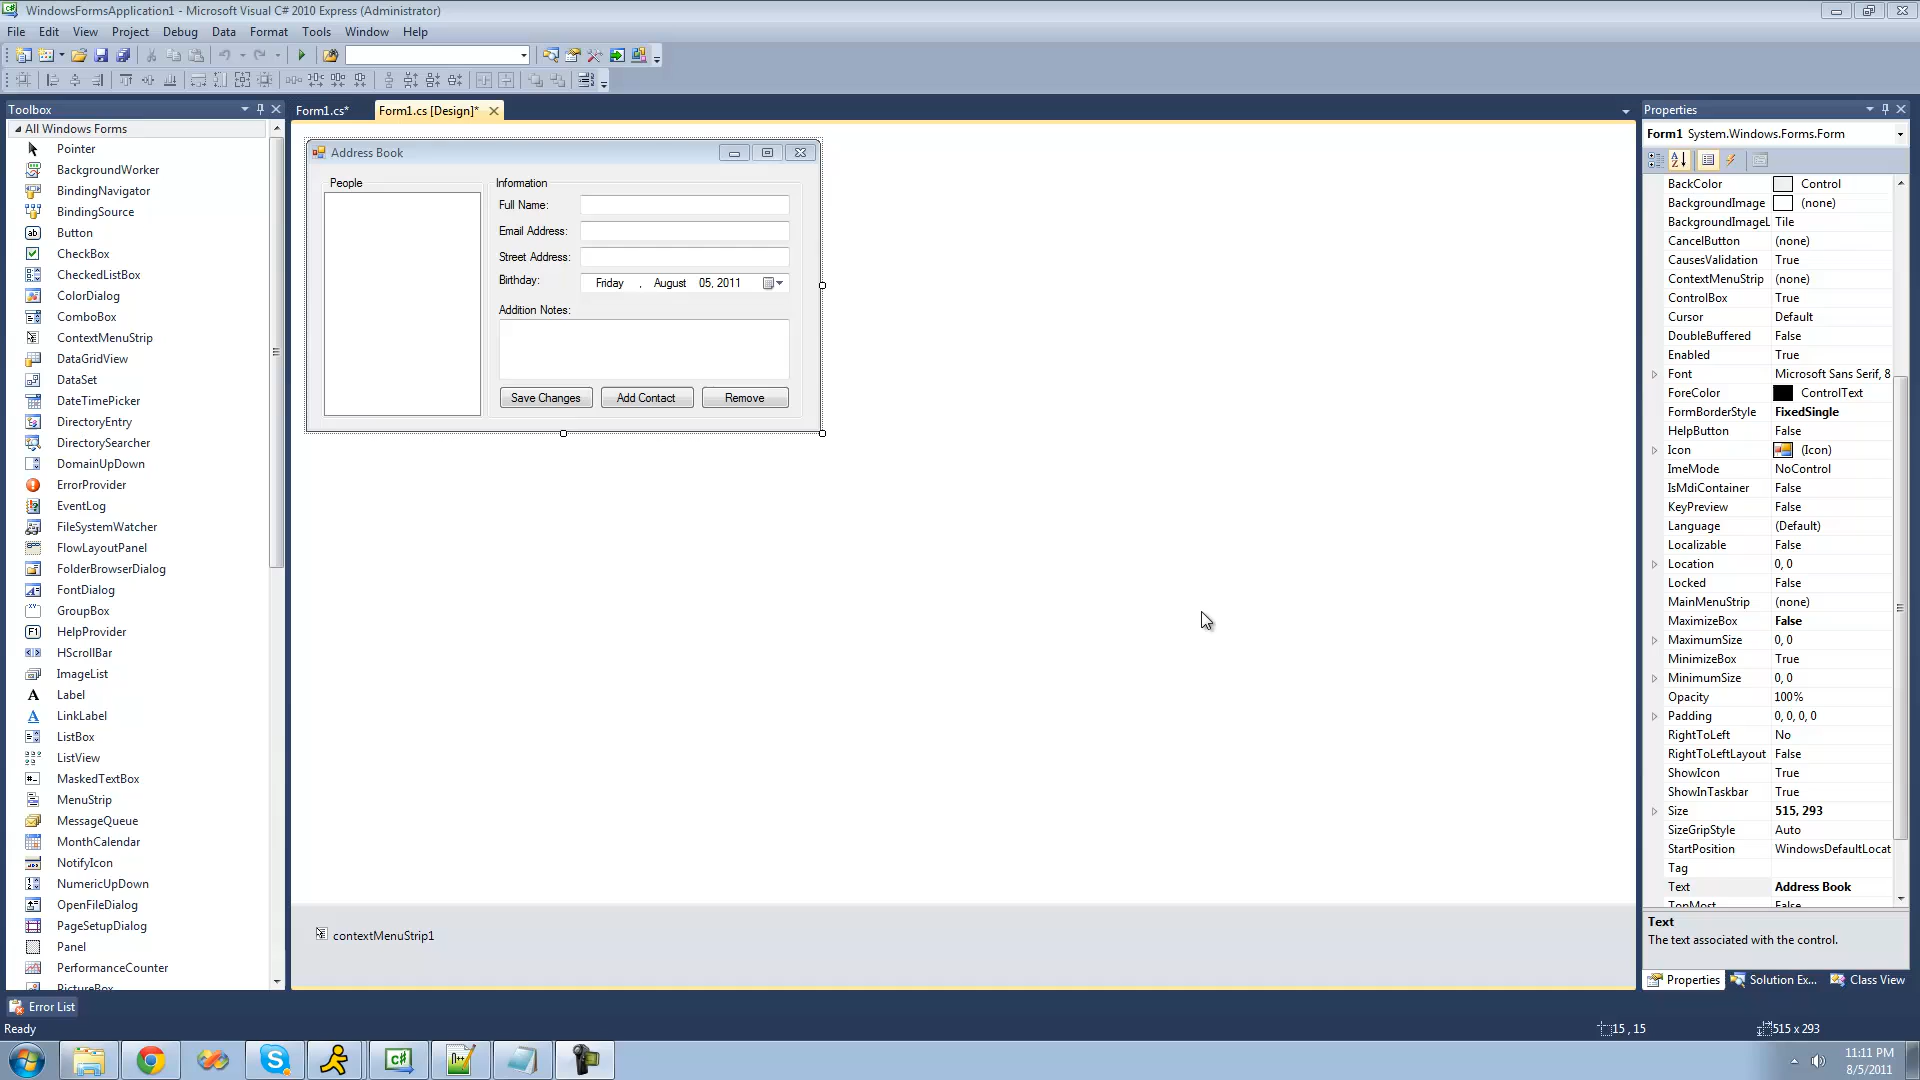 WindowsFormsApplication1 - Microsoft Visual C# 2010 Express (Administrator)
File Edit View Project Debug Data Format Tools Window Help
Toolbox
All Windows Forms
Pointer
BackgroundWorker
BindingNavigator
BindingSource
Button
CheckBox
CheckedListBox
ColorDialog
ComboBox
ContextMenuStrip
DataGridView
DataSet
DateTimePicker
DirectoryEntry
DirectorySearcher
DomainUpDown
ErrorProvider
EventLog
FileSystemWatcher
FlowLayoutPanel
FolderBrowserDialog
FontDialog
GroupBox
HelpProvider
HScrollBar
ImageList
Label
LinkLabel
ListBox
ListView
MaskedTextBox
MenuStrip
MessageQueue
MonthCalendar
NotifyIcon
NumericUpDown
OpenFileDialog
PageSetupDialog
Panel
PerformanceCounter
PictureBox
Form1.cs* Form1.cs [Design]*
Address Book
People
Information
Full Name:
Email Address:
Street Address:
Birthday: Friday , August 05, 2011
Addition Notes:
Save Changes Add Contact Remove
contextMenuStrip1
Properties
Form1 System.Windows.Forms.Form
BackColor Control
BackgroundImage (none)
BackgroundImageL Tile
CancelButton (none)
CausesValidation True
ContextMenuStrip (none)
ControlBox True
Cursor Default
DoubleBuffered False
Enabled True
Font Microsoft Sans Serif, 8
ForeColor ControlText
FormBorderStyle FixedSingle
HelpButton False
Icon (Icon)
ImeMode NoControl
IsMdiContainer False
KeyPreview False
Language (Default)
Localizable False
Location 0, 0
Locked False
MainMenuStrip (none)
MaximizeBox False
MaximumSize 0, 0
MinimizeBox True
MinimumSize 0, 0
Opacity 100%
Padding 0, 0, 0, 0
RightToLeft No
RightToLeftLayout False
ShowIcon True
ShowInTaskbar True
Size 515, 293
SizeGripStyle Auto
StartPosition WindowsDefaultLocat
Tag
Text Address Book
TopMost False
Text
The text associated with the control.
Properties Solution Ex... Class View
Error List
Ready 15 , 15 515 x 293
11:11 PM
8/5/2011